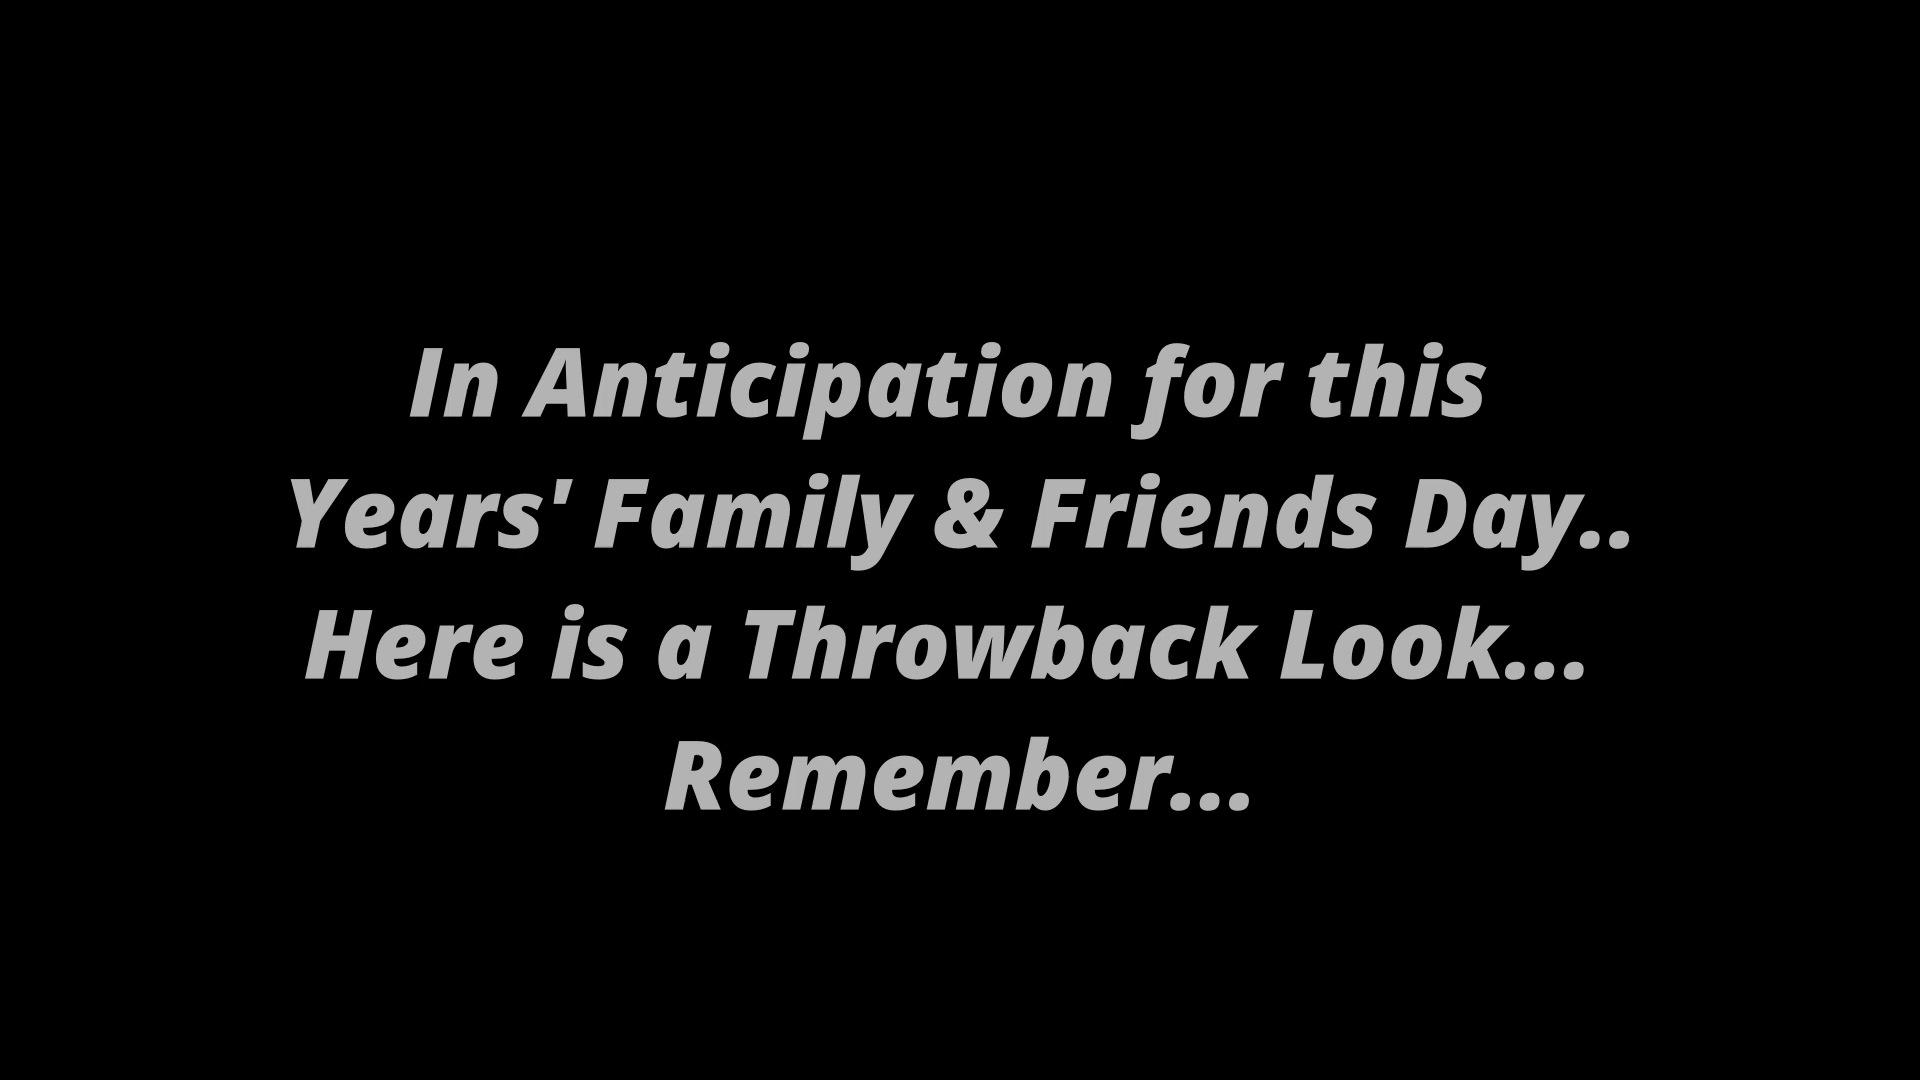 In Anticipation for this
Years' Family & Friends Day..
Here is a Throwback Look...
Remember...